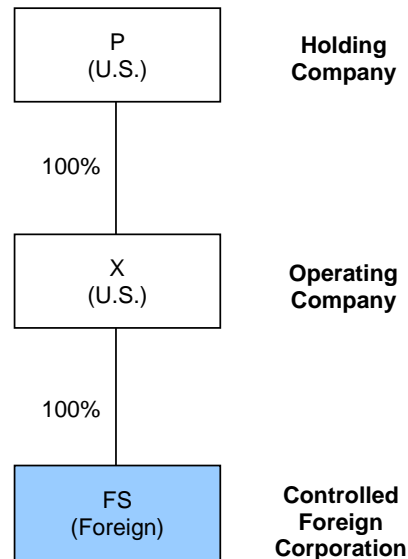 P
(U.S.)
Holding
Company
100%
X
(U.S.)
Operating
Company
100%
FS
(Foreign)
Controlled
Foreign
Corporation